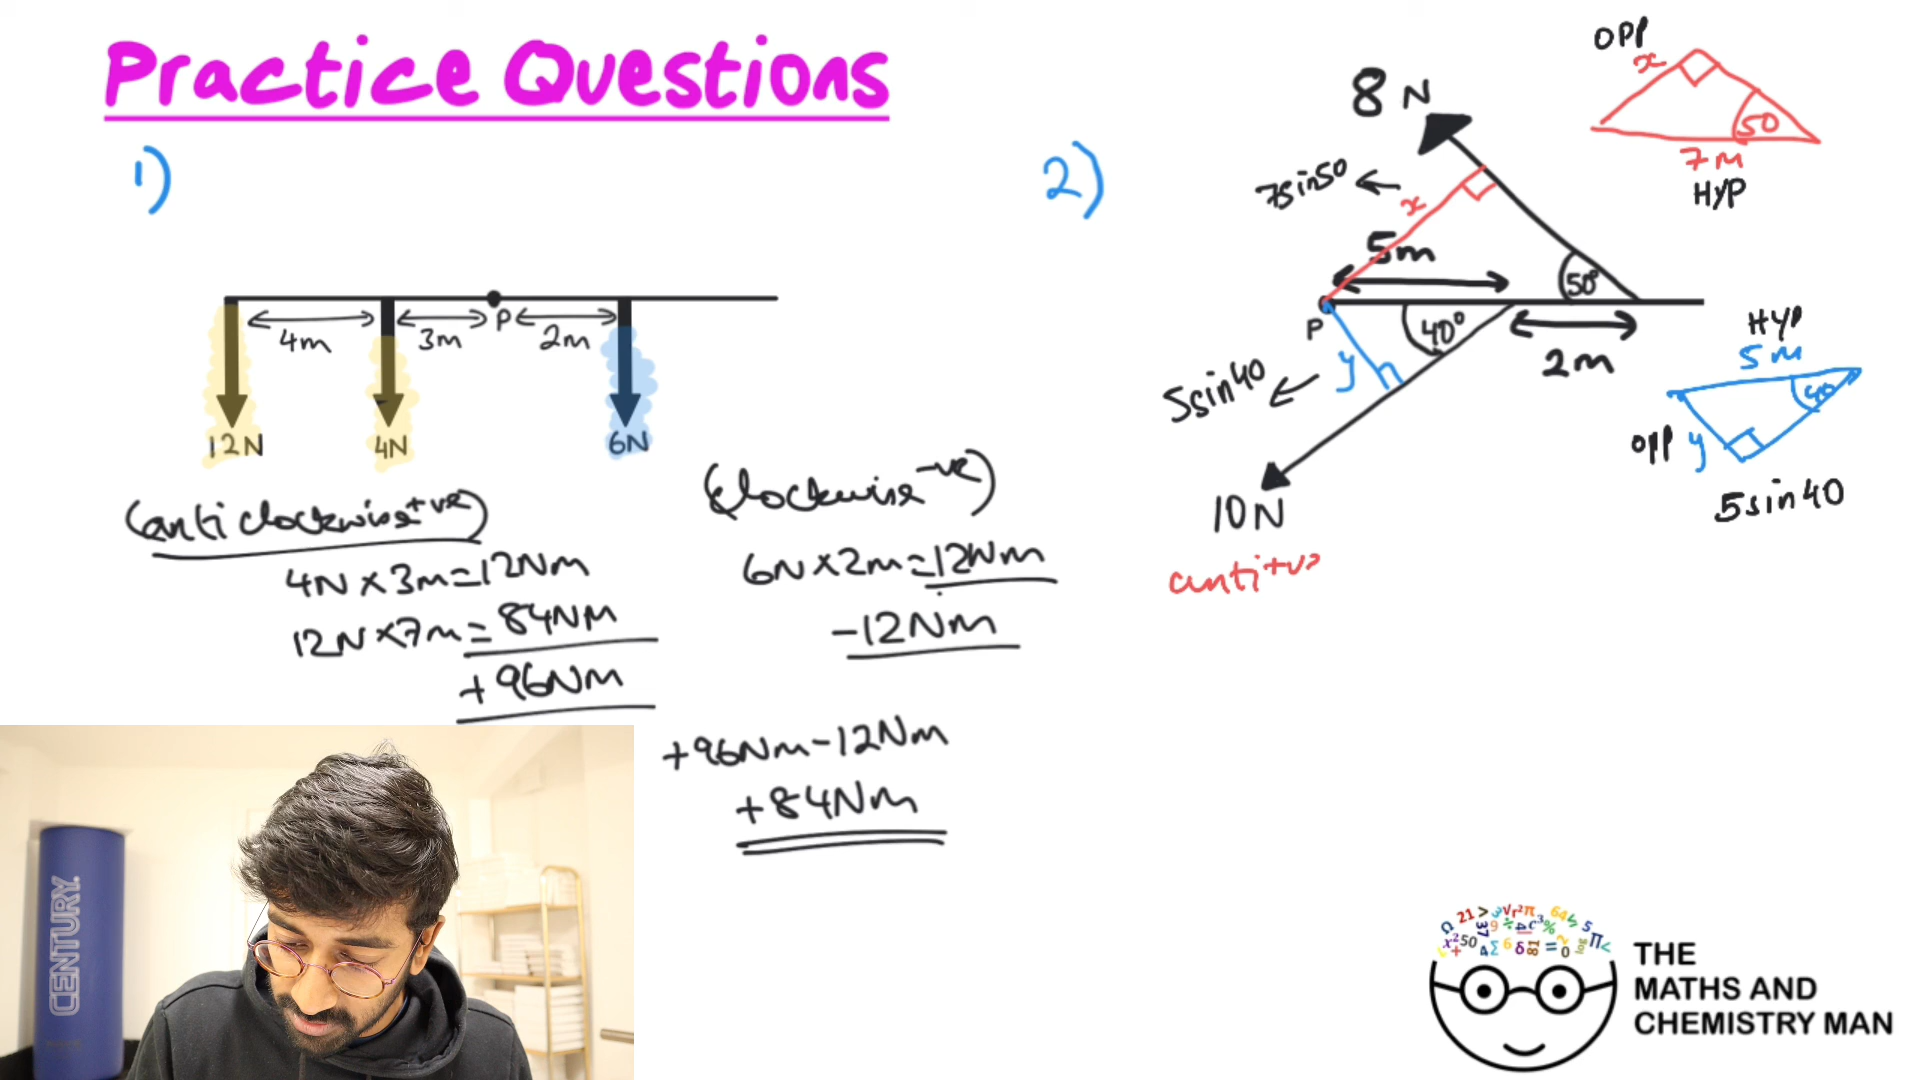 Practice Questions
1)
4m
3m
P
2m
12N
4N
6N
(anticlockwise +ve)
4N×3m=12Nm
12N×7m=84Nm
+96Nm
(clockwise -ve)
6N×2m=12Nm
-12Nm
+96Nm-12Nm
+84Nm
2)
8N
7sin50
x
5m
50°
P
40°
y
2m
5sin40
10N
anti+ve
OPP
x
50
7m
HYP
HYP
5m
40
OPP y
5sin40
CENTURY
THE
MATHS AND
CHEMISTRY MAN